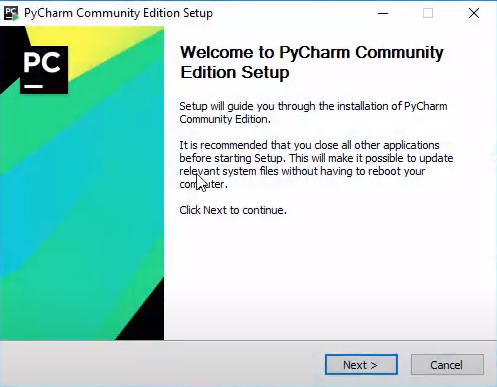 PC PyCharm Community Edition Setup
PC
Welcome to PyCharm Community
Edition Setup
Setup will guide you through the installation of PyCharm
Community Edition.
It is recommended that you close all other applications
before starting Setup. This will make it possible to update
relevant system files without having to reboot your
computer.
Click Next to continue.
Next >
Cancel